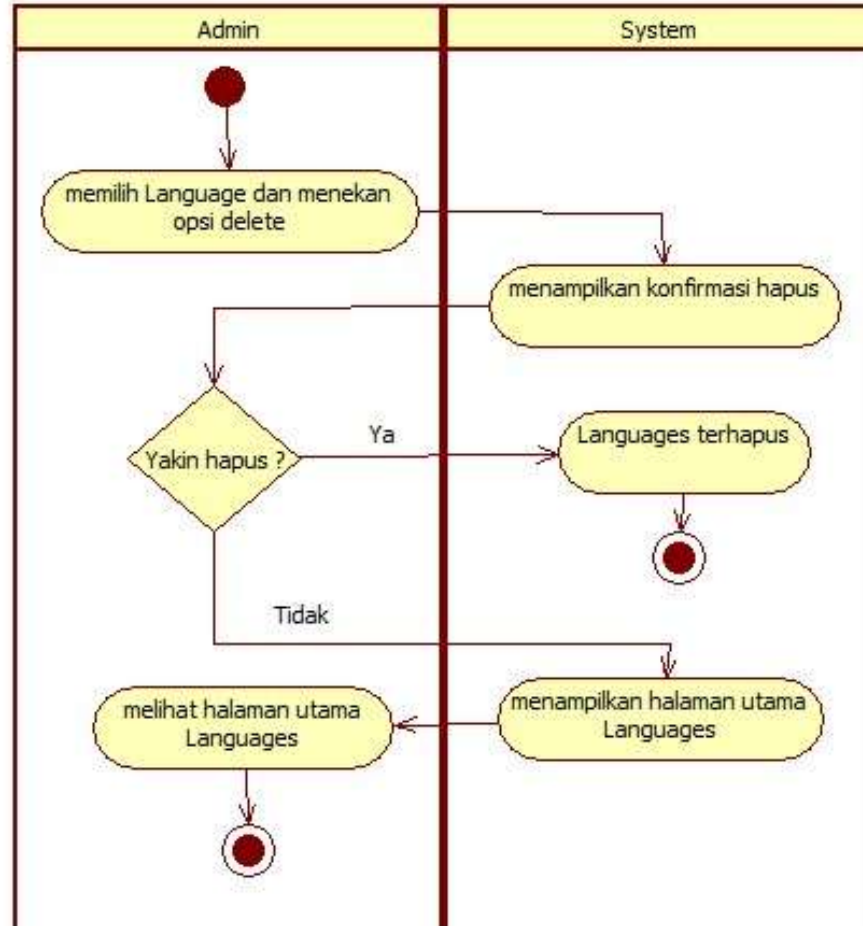 Admin
System
memilih Language dan menekan
opsi delete
menampilkan konfirmasi hapus
Yakin hapus ?
Ya
Languages terhapus
Tidak
melihat halaman utama
Languages
menampilkan halaman utama
Languages